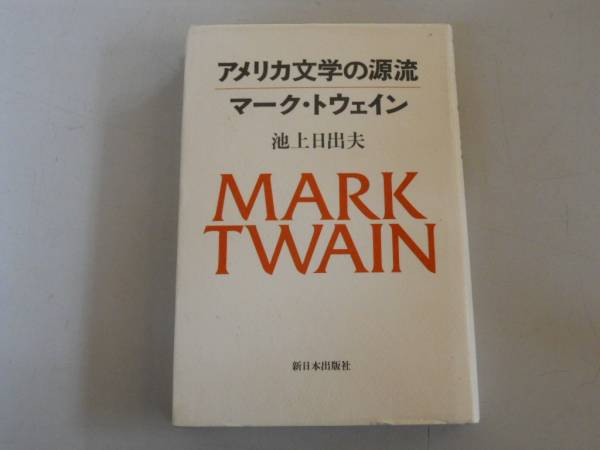 アメリカ文学の源流
マーク・トウェイン
池上日出夫
MARK
TWAIN
新日本出版社